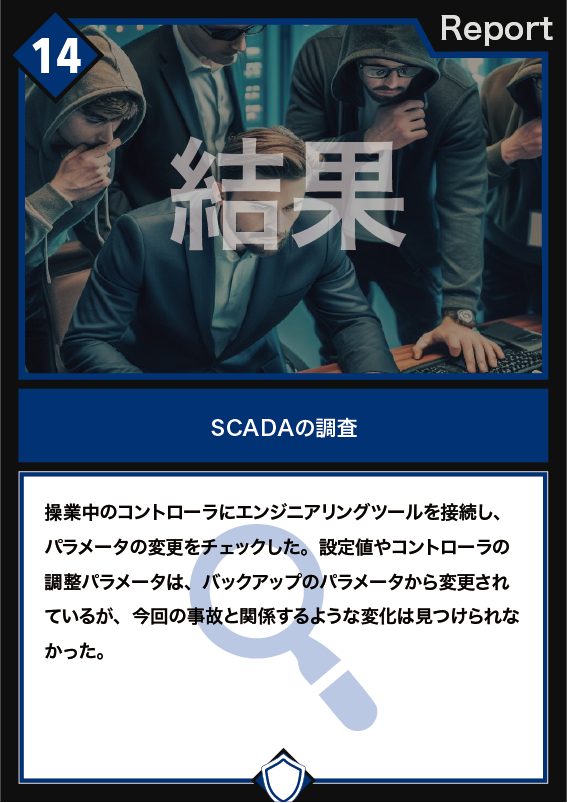 Report
14
結果
SCADAの調査
操業中のコントローラにエンジニアリングツールを接続し、
パラメータの変更をチェックした。設定値やコントローラの
調整パラメータは、バックアップのパラメータから変更され
ているが、今回の事故と関係するような変化は見つけられな
かった。